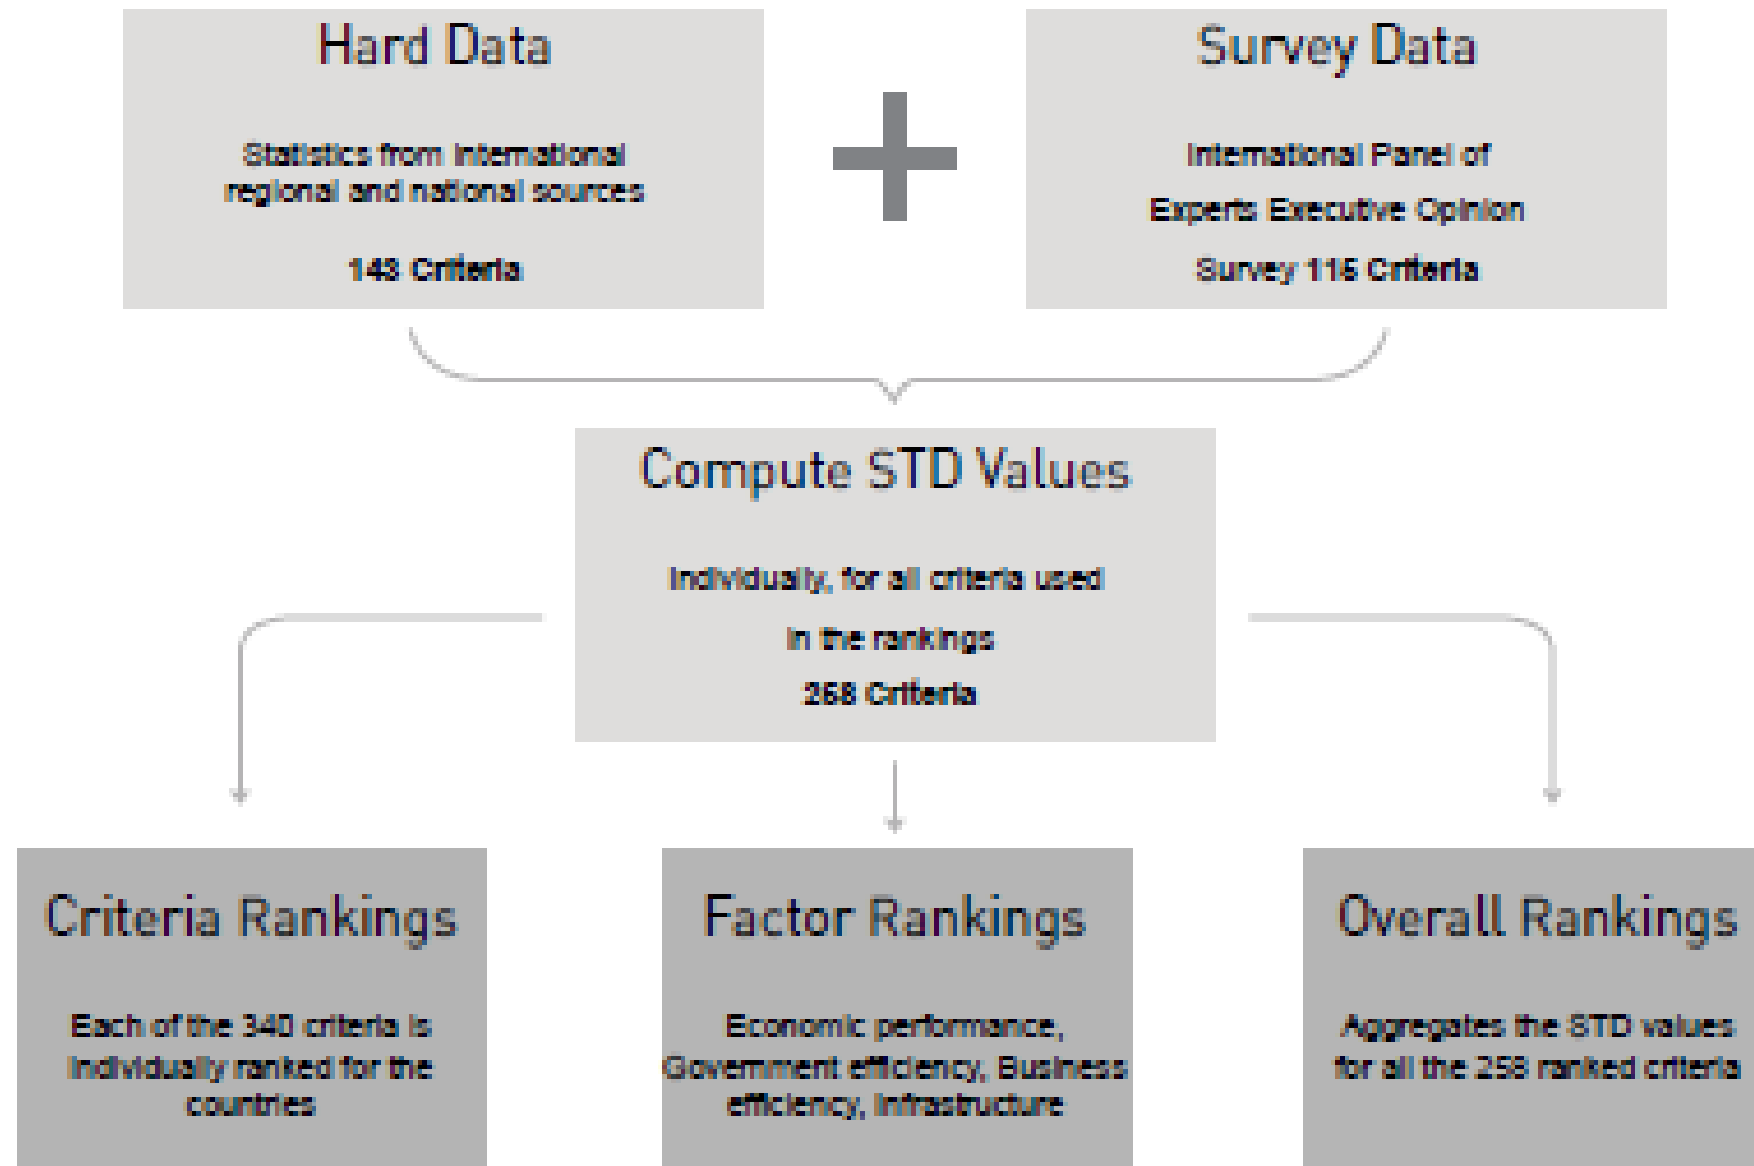 Hard Data
Statistics from international
regional and national sources
143 Criteria
Survey Data
International Panel of
Experts Executive Opinion
Survey 115 Criteria
Compute STD Values
Individually, for all criteria used
in the rankings
258 Criteria
Criteria Rankings
Each of the 340 criteria is
individually ranked for the
countries
Factor Rankings
Economic performance,
Government efficiency, Business
efficiency, Infrastructure
Overall Rankings
Aggregates the STD values
for all the 258 ranked criteria